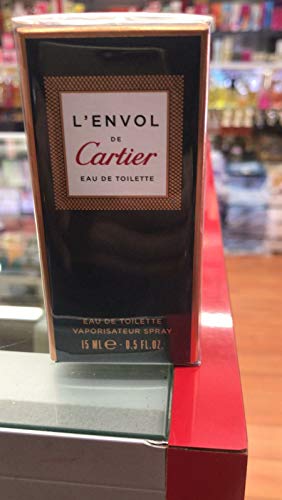 L'ENVOL
DE
Cartier
EAU DE TOILETTE
EAU DE TOILETTE
VAPORISATEUR SPRAY
15 ML ℮ - 0.5 FL.OZ.